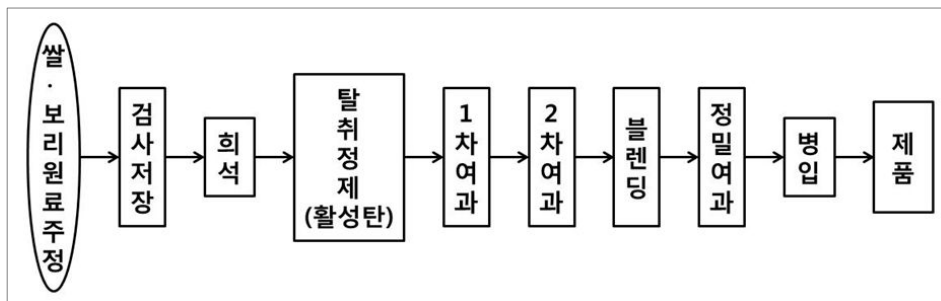 쌀·보리원료주정
검사저장
희석
탈취정제
(활성탄)
1차여과
2차여과
블렌딩
정밀여과
병입
제품